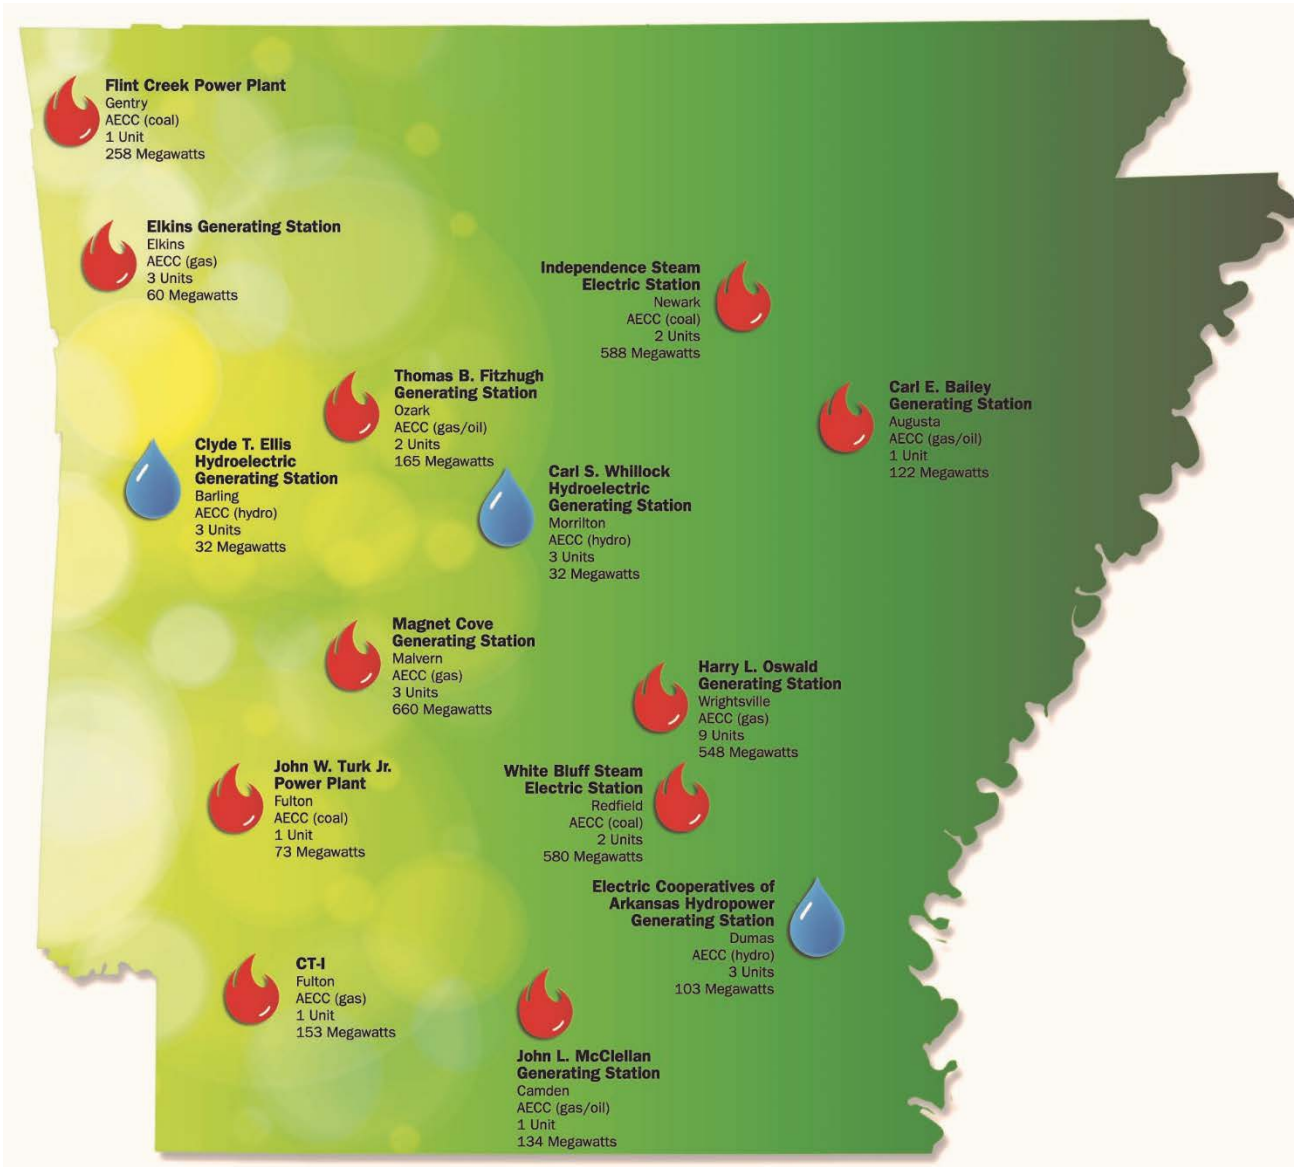 Flint Creek Power Plant
Gentry
AECC (coal)
1 Unit
258 Megawatts
Elkins Generating Station
Elkins
AECC (gas)
3 Units
60 Megawatts
Independence Steam
Electric Station
Newark
AECC (coal)
2 Units
588 Megawatts
Thomas B. Fitzhugh
Generating Station
Ozark
AECC (gas/oil)
2 Units
165 Megawatts
Carl E. Bailey
Generating Station
Augusta
AECC (gas/oil)
1 Unit
122 Megawatts
Clyde T. Ellis
Hydroelectric
Generating Station
Barling
AECC (hydro)
3 Units
32 Megawatts
Carl S. Whillock
Hydroelectric
Generating Station
Morrilton
AECC (hydro)
3 Units
32 Megawatts
Magnet Cove
Generating Station
Malvern
AECC (gas)
3 Units
660 Megawatts
Harry L. Oswald
Generating Station
Wrightsville
AECC (gas)
9 Units
548 Megawatts
John W. Turk Jr.
Power Plant
Fulton
AECC (coal)
1 Unit
73 Megawatts
White Bluff Steam
Electric Station
Redfield
AECC (coal)
2 Units
580 Megawatts
Electric Cooperatives of
Arkansas Hydropower
Generating Station
Dumas
AECC (hydro)
3 Units
103 Megawatts
CT-I
Fulton
AECC (gas)
1 Unit
153 Megawatts
John L. McClellan
Generating Station
Camden
AECC (gas/oil)
1 Unit
134 Megawatts